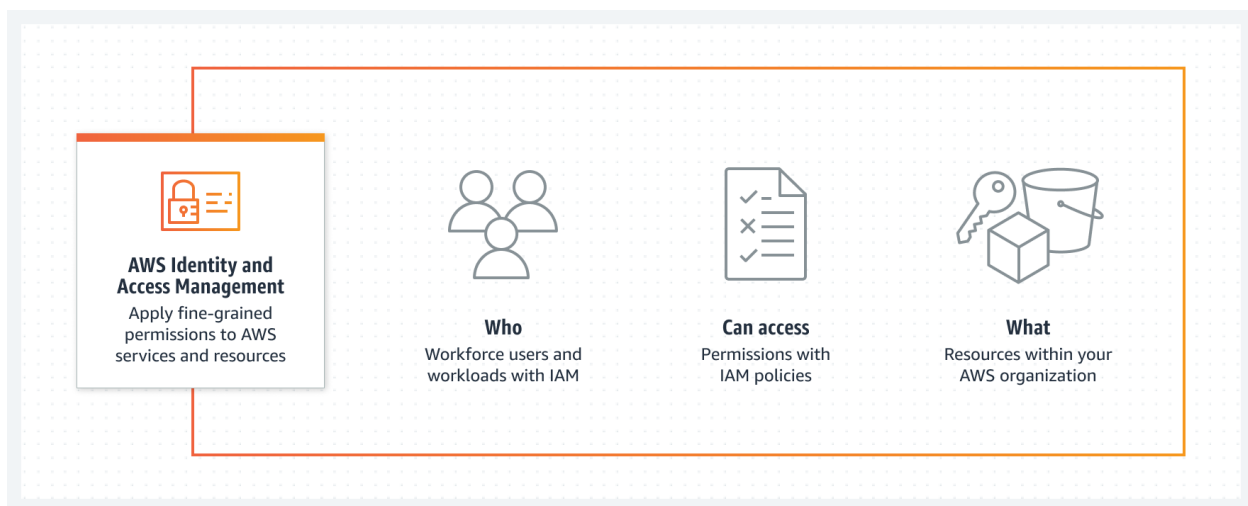 AWS Identity and
Access Management
Apply fine-grained
permissions to AWS
services and resources
Who
Workforce users and
workloads with IAM
Can access
Permissions with
IAM policies
What
Resources within your
AWS organization